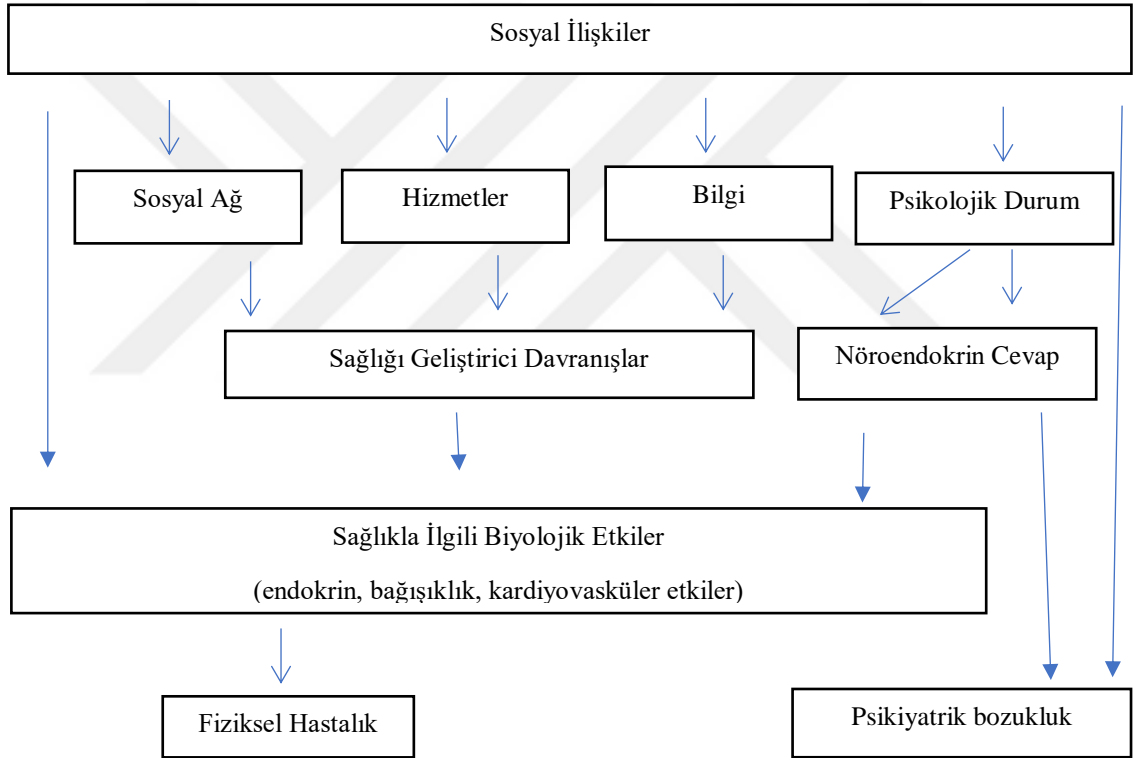 Sosyal İlişkiler
Sosyal Ağ
Hizmetler
Bilgi
Psikolojik Durum
Sağlığı Geliştirici Davranışlar
Nöroendokrin Cevap
Sağlıkla İlgili Biyolojik Etkiler
(endokrin, bağışıklık, kardiyovasküler etkiler)
Fiziksel Hastalık
Psikiyatrik bozukluk